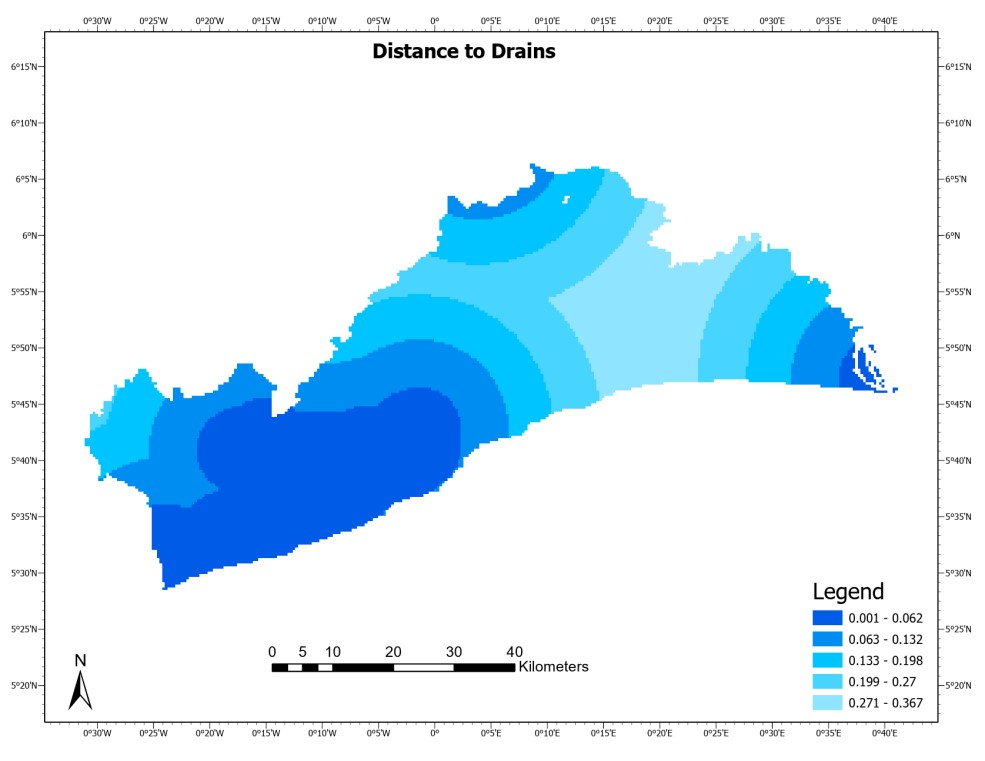 0°30'W 0°25'W 0°20'W 0°15'W 0°10'W 0°5'W 0° 0°5'E 0°10'E 0°15'E 0°20'E 0°25'E 0°30'E 0°35'E 0°40'E
Distance to Drains
6°15'N 6°15'N
6°10'N 6°10'N
6°5'N 6°5'N
6°N 6°N
5°55'N 5°55'N
5°50'N 5°50'N
5°45'N 5°45'N
5°40'N 5°40'N
5°35'N 5°35'N
5°30'N 5°30'N
Legend
0.001 - 0.062
5°25'N 5°25'N
0.063 - 0.132
0 5 10 20 30 40
N
Kilometers
0.133 - 0.198
0.199 - 0.27
5°20'N 5°20'N
0.271 - 0.367
0°30'W 0°25'W 0°20'W 0°15'W 0°10'W 0°5'W 0° 0°5'E 0°10'E 0°15'E 0°20'E 0°25'E 0°30'E 0°35'E 0°40'E